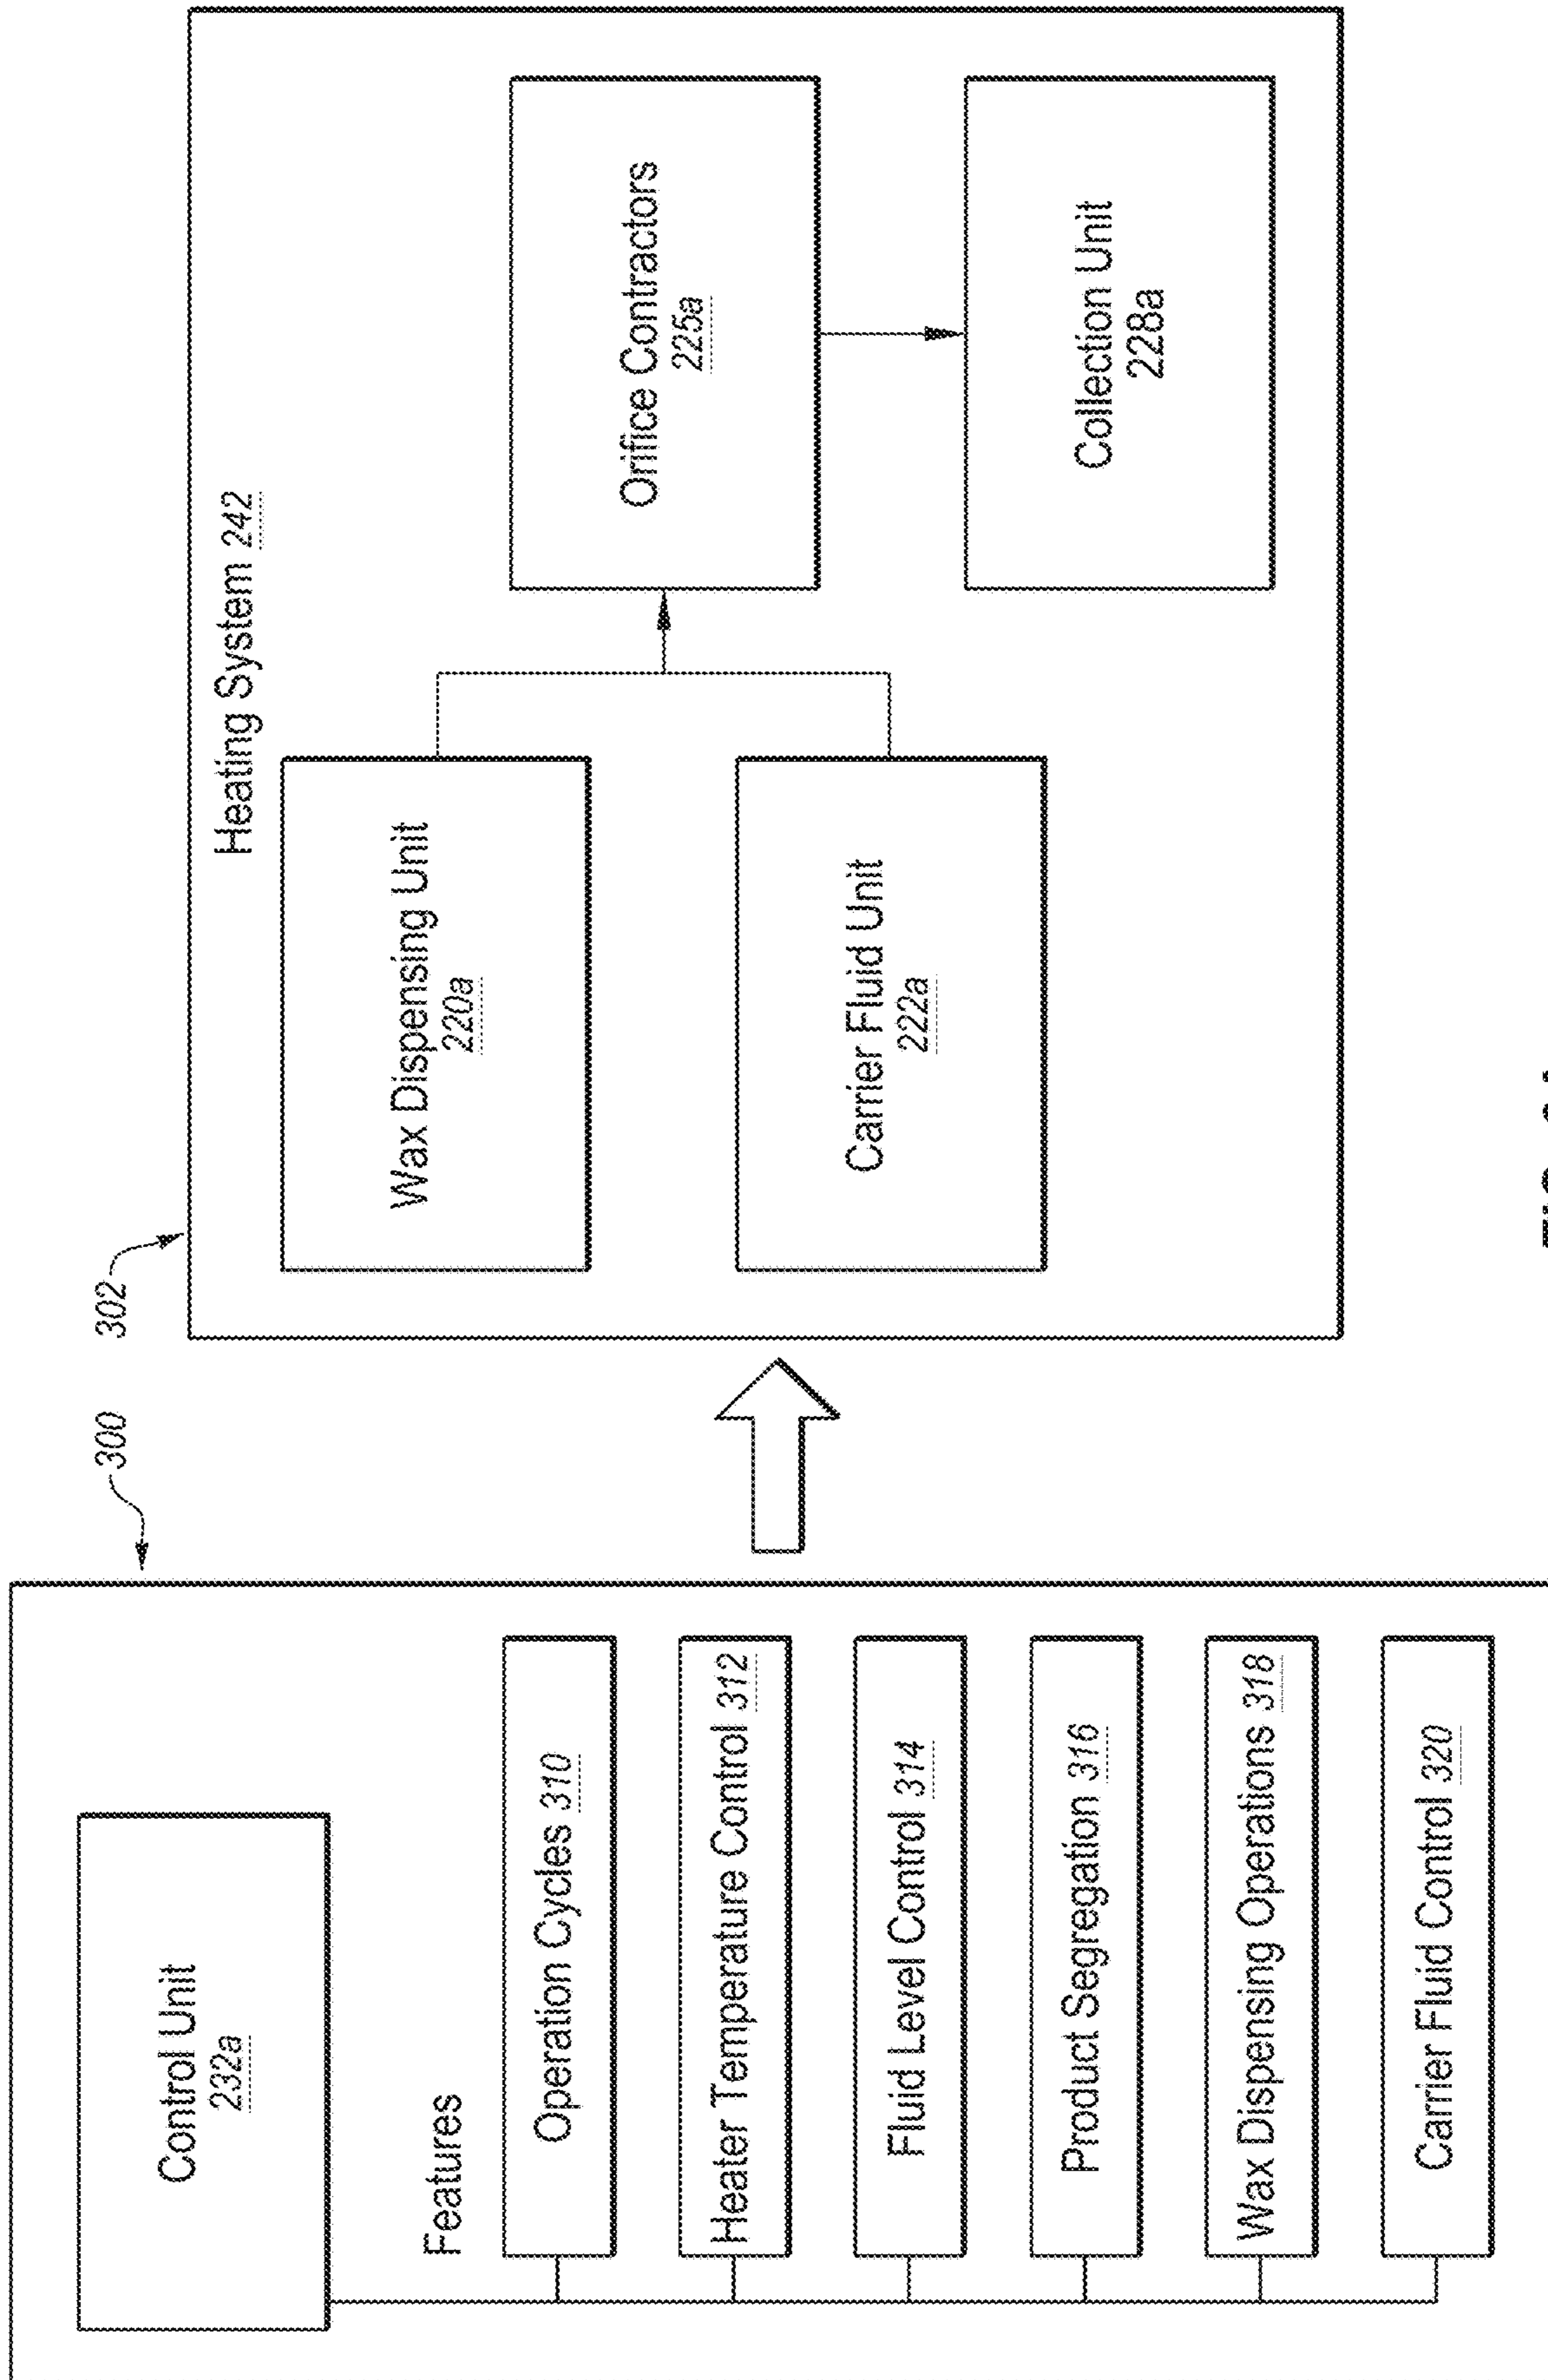 300
302
Control Unit
232a
Features
Operation Cycles 310
Heater Temperature Control 312
Fluid Level Control 314
Product Segregation 316
Wax Dispensing Operations 318
Carrier Fluid Control 320
Heating System 242
Wax Dispensing Unit
220a
Carrier Fluid Unit
222a
Orifice Contractors
225a
Collection Unit
228a